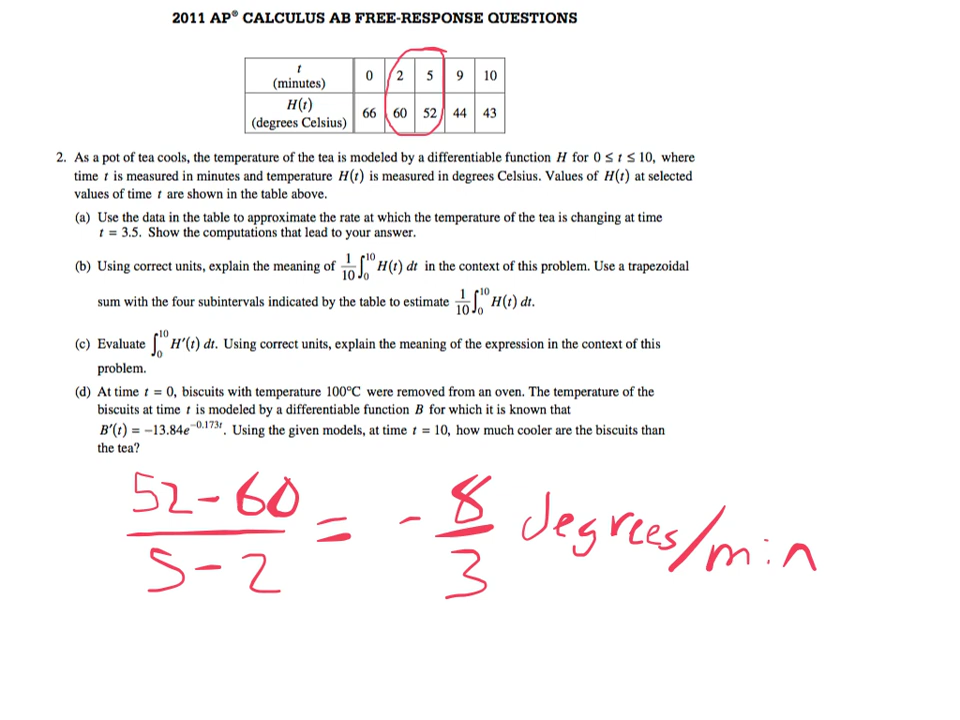 2011 AP® CALCULUS AB FREE-RESPONSE QUESTIONS
t (minutes) 0 2 5 9 10
H(t) (degrees Celsius) 66 60 52 44 43
2. As a pot of tea cools, the temperature of the tea is modeled by a differentiable function H for 0 ≤ t ≤ 10, where
time t is measured in minutes and temperature H(t) is measured in degrees Celsius. Values of H(t) at selected
values of time t are shown in the table above.
(a) Use the data in the table to approximate the rate at which the temperature of the tea is changing at time
t = 3.5. Show the computations that lead to your answer.
(b) Using correct units, explain the meaning of 1/10 ∫₀¹⁰ H(t) dt in the context of this problem. Use a trapezoidal
sum with the four subintervals indicated by the table to estimate 1/10 ∫₀¹⁰ H(t) dt.
(c) Evaluate ∫₀¹⁰ H′(t) dt. Using correct units, explain the meaning of the expression in the context of this
problem.
(d) At time t = 0, biscuits with temperature 100°C were removed from an oven. The temperature of the
biscuits at time t is modeled by a differentiable function B for which it is known that
B′(t) = −13.84e^(−0.173t). Using the given models, at time t = 10, how much cooler are the biscuits than
the tea?
(52-60)/(5-2) = -8/3 degrees/min